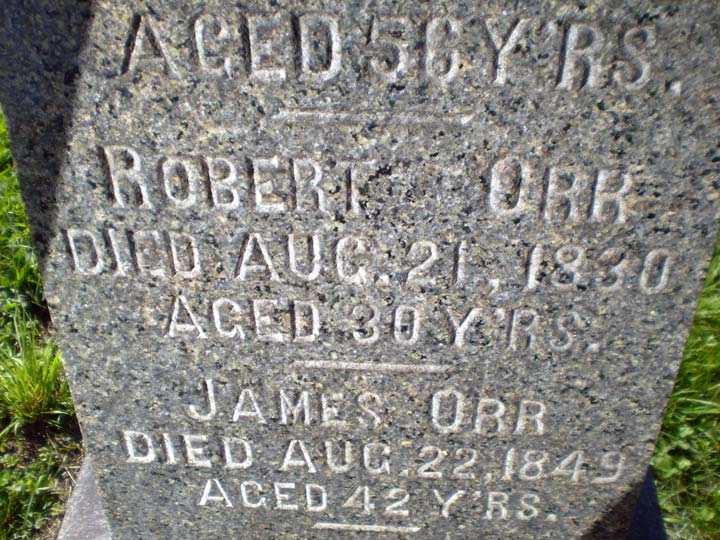 AGED 56 Y'RS.
ROBERT ORR
DIED AUG. 21, 1830
AGED 30 Y'RS.
JAMES ORR
DIED AUG. 22, 1849
AGED 42 Y'RS.